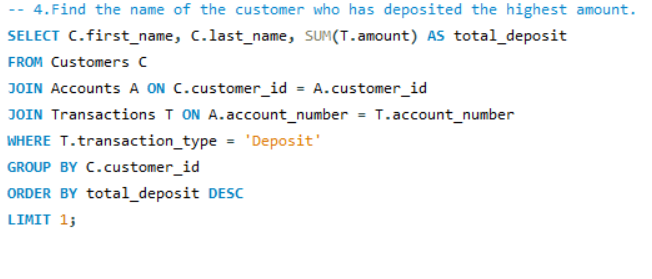 -- 4.Find the name of the customer who has deposited the highest amount.
SELECT C.first_name, C.last_name, SUM(T.amount) AS total_deposit
FROM Customers C
JOIN Accounts A ON C.customer_id = A.customer_id
JOIN Transactions T ON A.account_number = T.account_number
WHERE T.transaction_type = 'Deposit'
GROUP BY C.customer_id
ORDER BY total_deposit DESC
LIMIT 1;